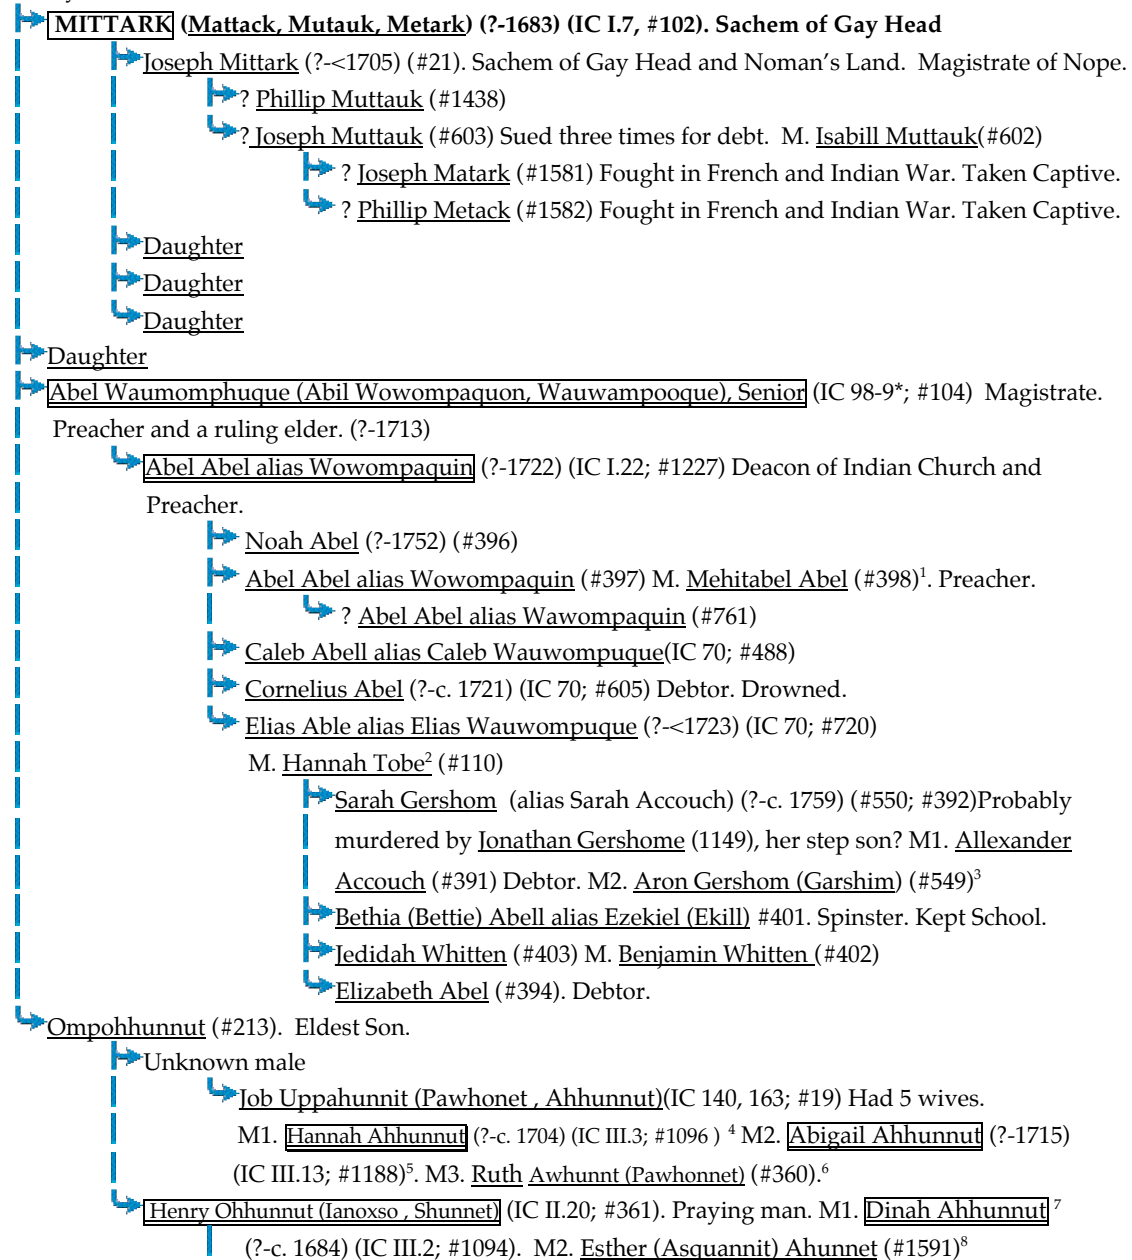 MITTARK (Mattack, Mutauk, Metark) (?-1683) (IC I.7, #102). Sachem of Gay Head
Joseph Mittark (?-<1705) (#21). Sachem of Gay Head and Noman's Land. Magistrate of Nope.
? Phillip Muttauk (#1438)
? Joseph Muttauk (#603) Sued three times for debt. M. Isabill Muttauk(#602)
? Joseph Matark (#1581) Fought in French and Indian War. Taken Captive.
? Phillip Metack (#1582) Fought in French and Indian War. Taken Captive.
Daughter
Daughter
Daughter
Daughter
Abel Waumomphuque (Abil Wowompaquon, Wauwampooque), Senior (IC 98-9*; #104) Magistrate.
Preacher and a ruling elder. (?-1713)
Abel Abel alias Wowompaquin (?-1722) (IC I.22; #1227) Deacon of Indian Church and
Preacher.
Noah Abel (?-1752) (#396)
Abel Abel alias Wowompaquin (#397) M. Mehitabel Abel (#398)1. Preacher.
? Abel Abel alias Wawompaquin (#761)
Caleb Abell alias Caleb Wauwompuque(IC 70; #488)
Cornelius Abel (?-c. 1721) (IC 70; #605) Debtor. Drowned.
Elias Able alias Elias Wauwompuque (?-<1723) (IC 70; #720)
M. Hannah Tobe2 (#110)
Sarah Gershom (alias Sarah Accouch) (?-c. 1759) (#550; #392)Probably
murdered by Jonathan Gershome (1149), her step son? M1. Allexander
Accouch (#391) Debtor. M2. Aron Gershom (Garshim) (#549)3
Bethia (Bettie) Abell alias Ezekiel (Ekill) #401. Spinster. Kept School.
Jedidah Whitten (#403) M. Benjamin Whitten (#402)
Elizabeth Abel (#394). Debtor.
Ompohhunnut (#213). Eldest Son.
Unknown male
Job Uppahunnit (Pawhonet , Ahhunnut)(IC 140, 163; #19) Had 5 wives.
M1. Hannah Ahhunnut (?-c. 1704) (IC III.3; #1096 ) 4 M2. Abigail Ahhunnut (?-1715)
(IC III.13; #1188)5. M3. Ruth Awhunnt (Pawhonnet) (#360).6
Henry Ohhunnut (Ianoxso , Shunnet) (IC II.20; #361). Praying man. M1. Dinah Ahhunnut 7
(?-c. 1684) (IC III.2; #1094). M2. Esther (Asquannit) Ahunnet (#1591)8